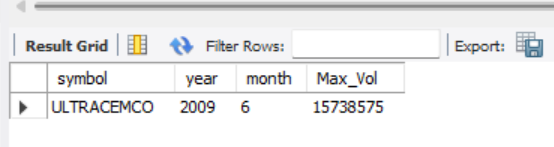 Result Grid Filter Rows: Export:
symbol year month Max_Vol
ULTRACEMCO 2009 6 15738575